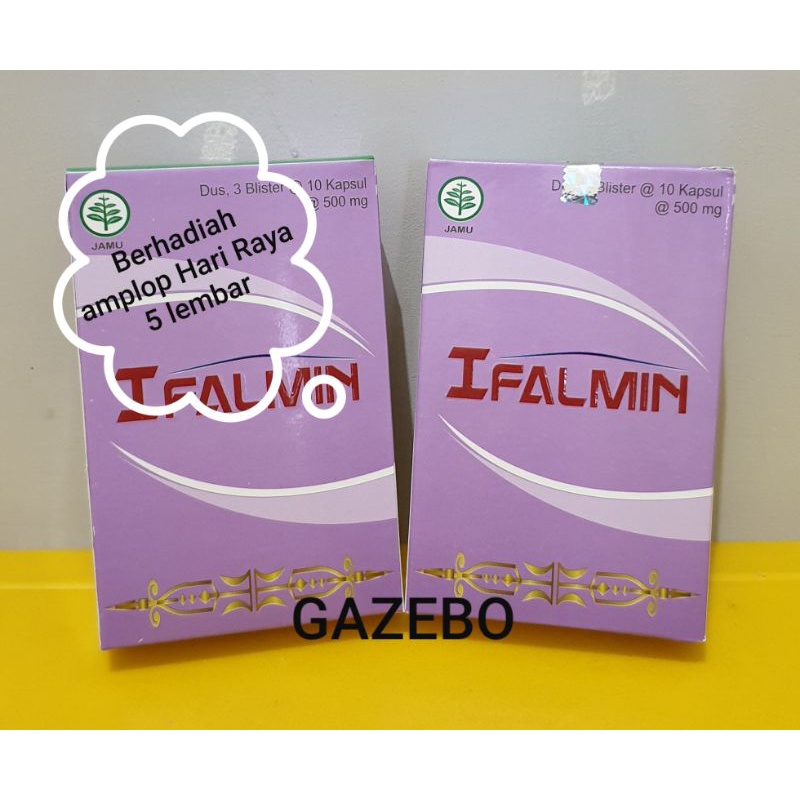 Dus, 3 Blister @ 10 Kapsul
@ 500 mg
JAMU
Berhadiah
amplop Hari Raya
5 lembar
IFALMIN
Blister @ 10 Kapsul
@ 500 mg
JAMU
IFALMIN
GAZEBO